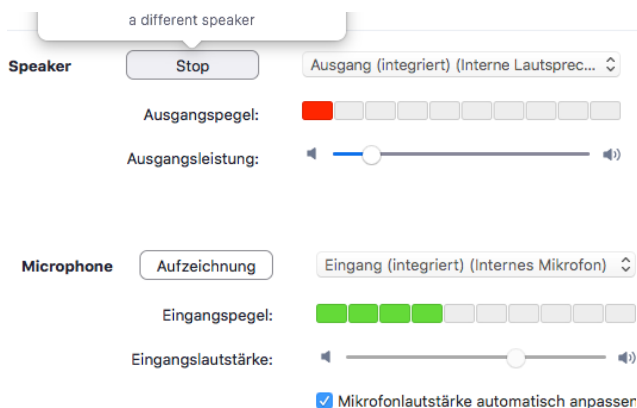 a different speaker
Speaker Stop Ausgang (integriert) (Interne Lautsprec...
Ausgangspegel:
Ausgangsleistung:
Microphone Aufzeichnung Eingang (integriert) (Internes Mikrofon)
Eingangspegel:
Eingangslautstärke:
Mikrofonlautstärke automatisch anpassen